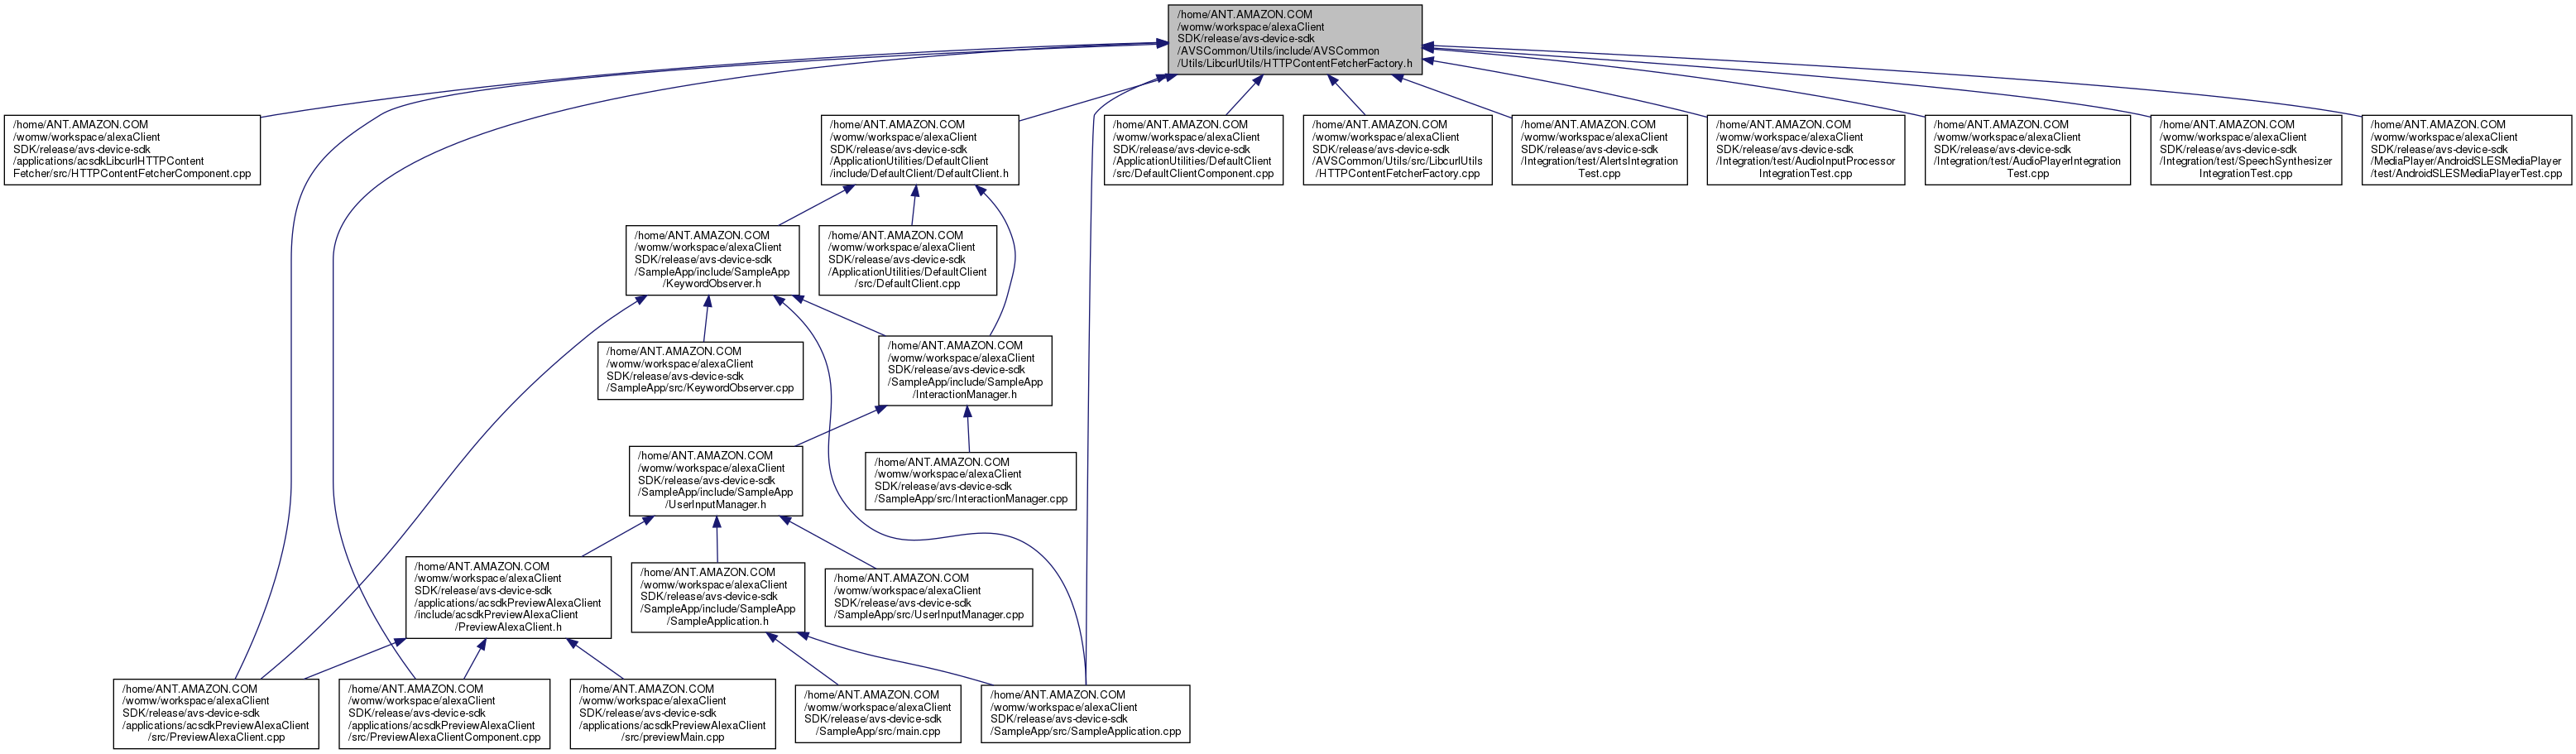 /home/ANT.AMAZON.COM
/womw/workspace/alexaClient
SDK/release/avs-device-sdk
/AVSCommon/Utils/include/AVSCommon
/Utils/LibcurlUtils/HTTPContentFetcherFactory.h
/home/ANT.AMAZON.COM
/womw/workspace/alexaClient
SDK/release/avs-device-sdk
/applications/acsdkLibcurlHTTPContent
Fetcher/src/HTTPContentFetcherComponent.cpp
/home/ANT.AMAZON.COM
/womw/workspace/alexaClient
SDK/release/avs-device-sdk
/ApplicationUtilities/DefaultClient
/include/DefaultClient/DefaultClient.h
/home/ANT.AMAZON.COM
/womw/workspace/alexaClient
SDK/release/avs-device-sdk
/ApplicationUtilities/DefaultClient
/src/DefaultClientComponent.cpp
/home/ANT.AMAZON.COM
/womw/workspace/alexaClient
SDK/release/avs-device-sdk
/AVSCommon/Utils/src/LibcurlUtils
/HTTPContentFetcherFactory.cpp
/home/ANT.AMAZON.COM
/womw/workspace/alexaClient
SDK/release/avs-device-sdk
/Integration/test/AlertsIntegration
Test.cpp
/home/ANT.AMAZON.COM
/womw/workspace/alexaClient
SDK/release/avs-device-sdk
/Integration/test/AudioInputProcessor
IntegrationTest.cpp
/home/ANT.AMAZON.COM
/womw/workspace/alexaClient
SDK/release/avs-device-sdk
/Integration/test/AudioPlayerIntegration
Test.cpp
/home/ANT.AMAZON.COM
/womw/workspace/alexaClient
SDK/release/avs-device-sdk
/Integration/test/SpeechSynthesizer
IntegrationTest.cpp
/home/ANT.AMAZON.COM
/womw/workspace/alexaClient
SDK/release/avs-device-sdk
/MediaPlayer/AndroidSLESMediaPlayer
/test/AndroidSLESMediaPlayerTest.cpp
/home/ANT.AMAZON.COM
/womw/workspace/alexaClient
SDK/release/avs-device-sdk
/SampleApp/include/SampleApp
/KeywordObserver.h
/home/ANT.AMAZON.COM
/womw/workspace/alexaClient
SDK/release/avs-device-sdk
/ApplicationUtilities/DefaultClient
/src/DefaultClient.cpp
/home/ANT.AMAZON.COM
/womw/workspace/alexaClient
SDK/release/avs-device-sdk
/SampleApp/src/KeywordObserver.cpp
/home/ANT.AMAZON.COM
/womw/workspace/alexaClient
SDK/release/avs-device-sdk
/SampleApp/include/SampleApp
/InteractionManager.h
/home/ANT.AMAZON.COM
/womw/workspace/alexaClient
SDK/release/avs-device-sdk
/SampleApp/include/SampleApp
/UserInputManager.h
/home/ANT.AMAZON.COM
/womw/workspace/alexaClient
SDK/release/avs-device-sdk
/SampleApp/src/InteractionManager.cpp
/home/ANT.AMAZON.COM
/womw/workspace/alexaClient
SDK/release/avs-device-sdk
/applications/acsdkPreviewAlexaClient
/include/acsdkPreviewAlexaClient
/PreviewAlexaClient.h
/home/ANT.AMAZON.COM
/womw/workspace/alexaClient
SDK/release/avs-device-sdk
/SampleApp/include/SampleApp
/SampleApplication.h
/home/ANT.AMAZON.COM
/womw/workspace/alexaClient
SDK/release/avs-device-sdk
/SampleApp/src/UserInputManager.cpp
/home/ANT.AMAZON.COM
/womw/workspace/alexaClient
SDK/release/avs-device-sdk
/applications/acsdkPreviewAlexaClient
/src/PreviewAlexaClient.cpp
/home/ANT.AMAZON.COM
/womw/workspace/alexaClient
SDK/release/avs-device-sdk
/applications/acsdkPreviewAlexaClient
/src/PreviewAlexaClientComponent.cpp
/home/ANT.AMAZON.COM
/womw/workspace/alexaClient
SDK/release/avs-device-sdk
/applications/acsdkPreviewAlexaClient
/src/previewMain.cpp
/home/ANT.AMAZON.COM
/womw/workspace/alexaClient
SDK/release/avs-device-sdk
/SampleApp/src/main.cpp
/home/ANT.AMAZON.COM
/womw/workspace/alexaClient
SDK/release/avs-device-sdk
/SampleApp/src/SampleApplication.cpp